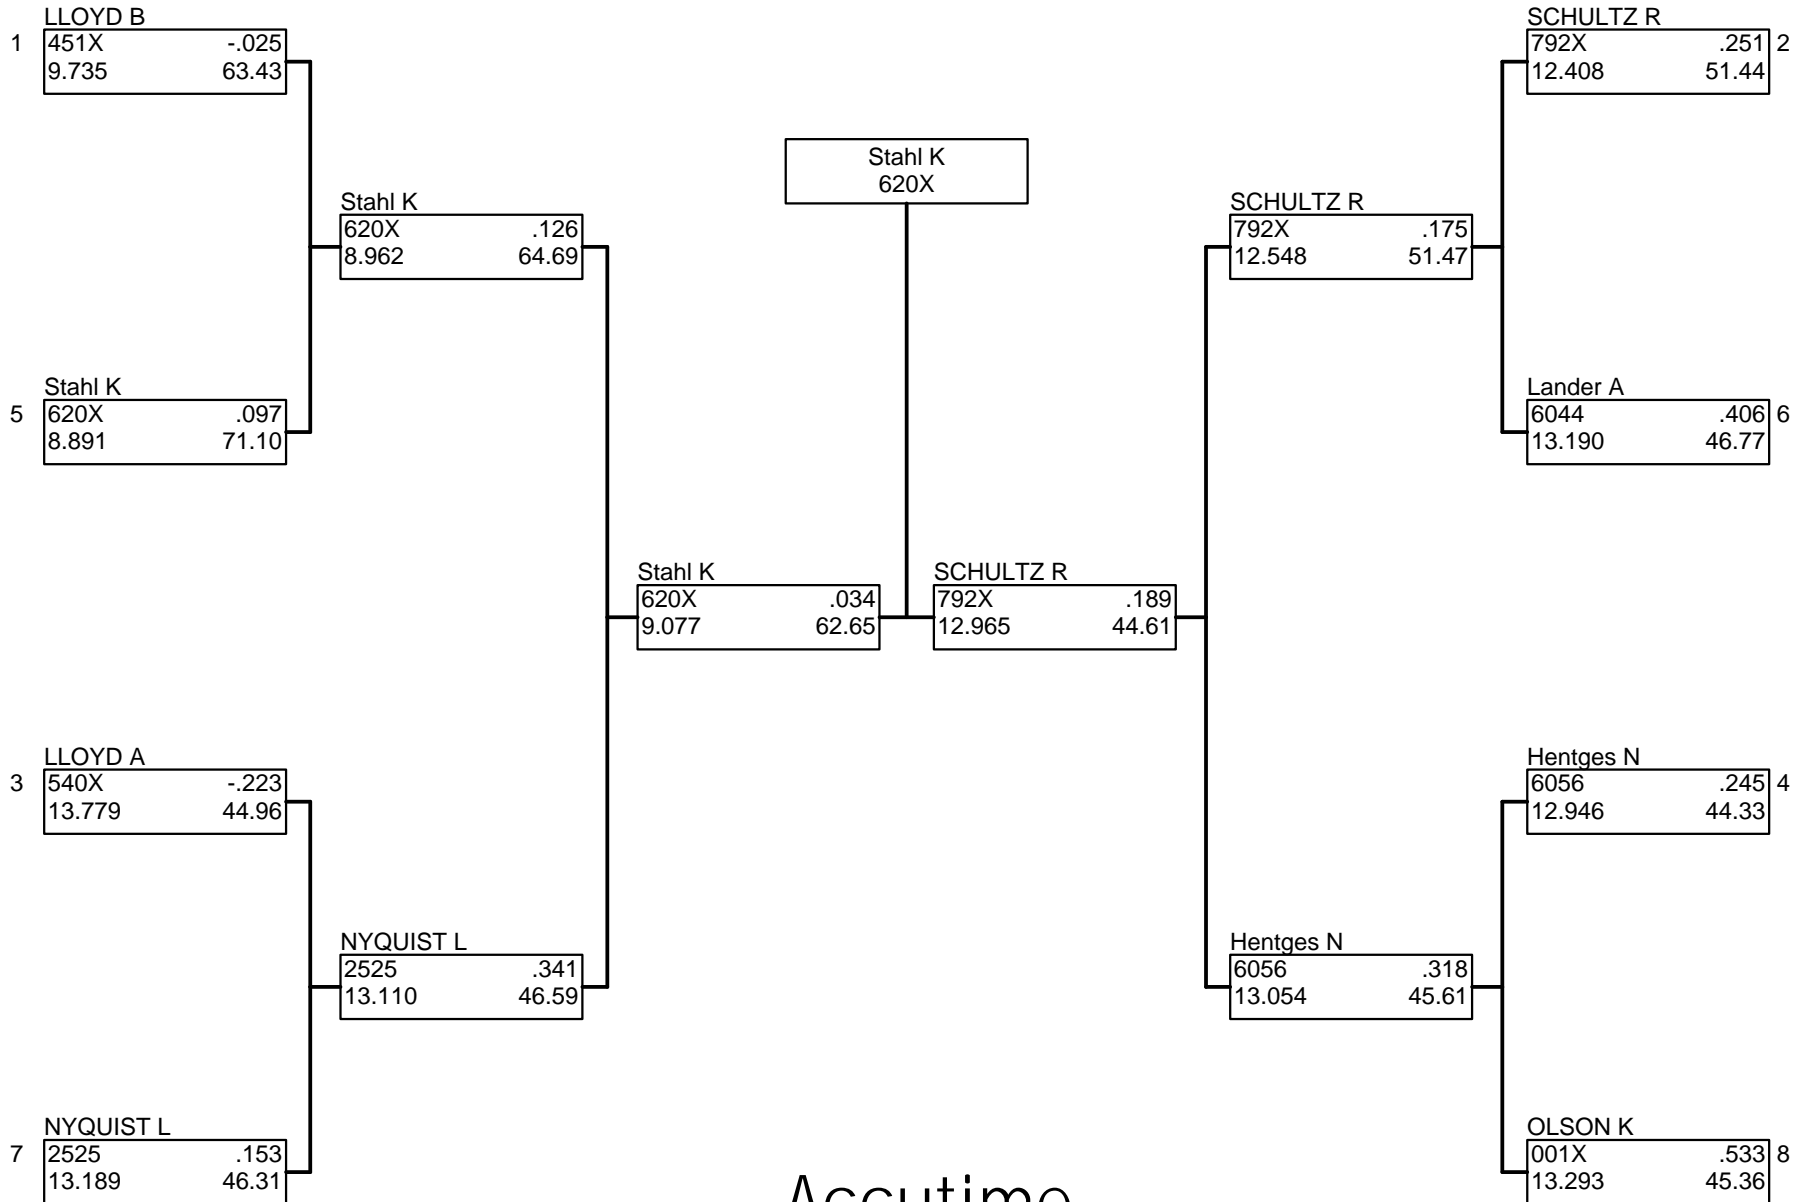 LLOYD B
1 451X -.025
9.735 63.43
Stahl K
5 620X .097
8.891 71.10
LLOYD A
3 540X -.223
13.779 44.96
NYQUIST L
7 2525 .153
13.189 46.31
Stahl K
620X .126
8.962 64.69
NYQUIST L
2525 .341
13.110 46.59
Stahl K
620X .034
9.077 62.65
Stahl K
620X
SCHULTZ R
792X .189
12.965 44.61
SCHULTZ R
792X .175
12.548 51.47
Hentges N
6056 .318
13.054 45.61
SCHULTZ R
792X .251 2
12.408 51.44
Lander A
6044 .406 6
13.190 46.77
Hentges N
6056 .245 4
12.946 44.33
OLSON K
001X .533 8
13.293 45.36
Accutime